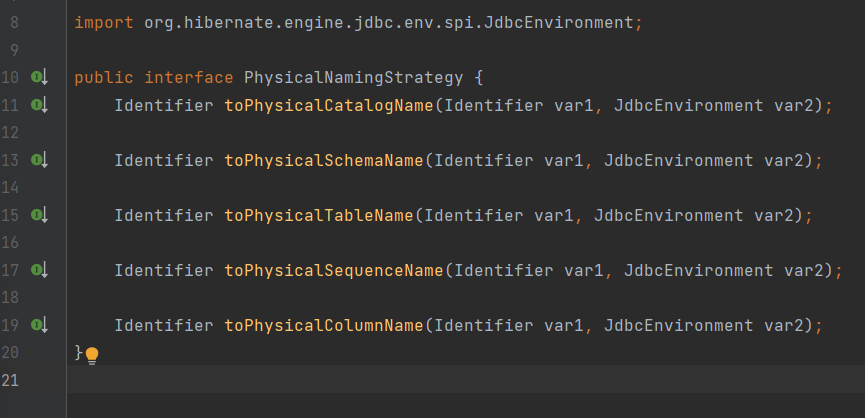 8 import org.hibernate.engine.jdbc.env.spi.JdbcEnvironment;
9
10 public interface PhysicalNamingStrategy {
11 Identifier toPhysicalCatalogName(Identifier var1, JdbcEnvironment var2);
12
13 Identifier toPhysicalSchemaName(Identifier var1, JdbcEnvironment var2);
14
15 Identifier toPhysicalTableName(Identifier var1, JdbcEnvironment var2);
16
17 Identifier toPhysicalSequenceName(Identifier var1, JdbcEnvironment var2);
18
19 Identifier toPhysicalColumnName(Identifier var1, JdbcEnvironment var2);
20 }
21